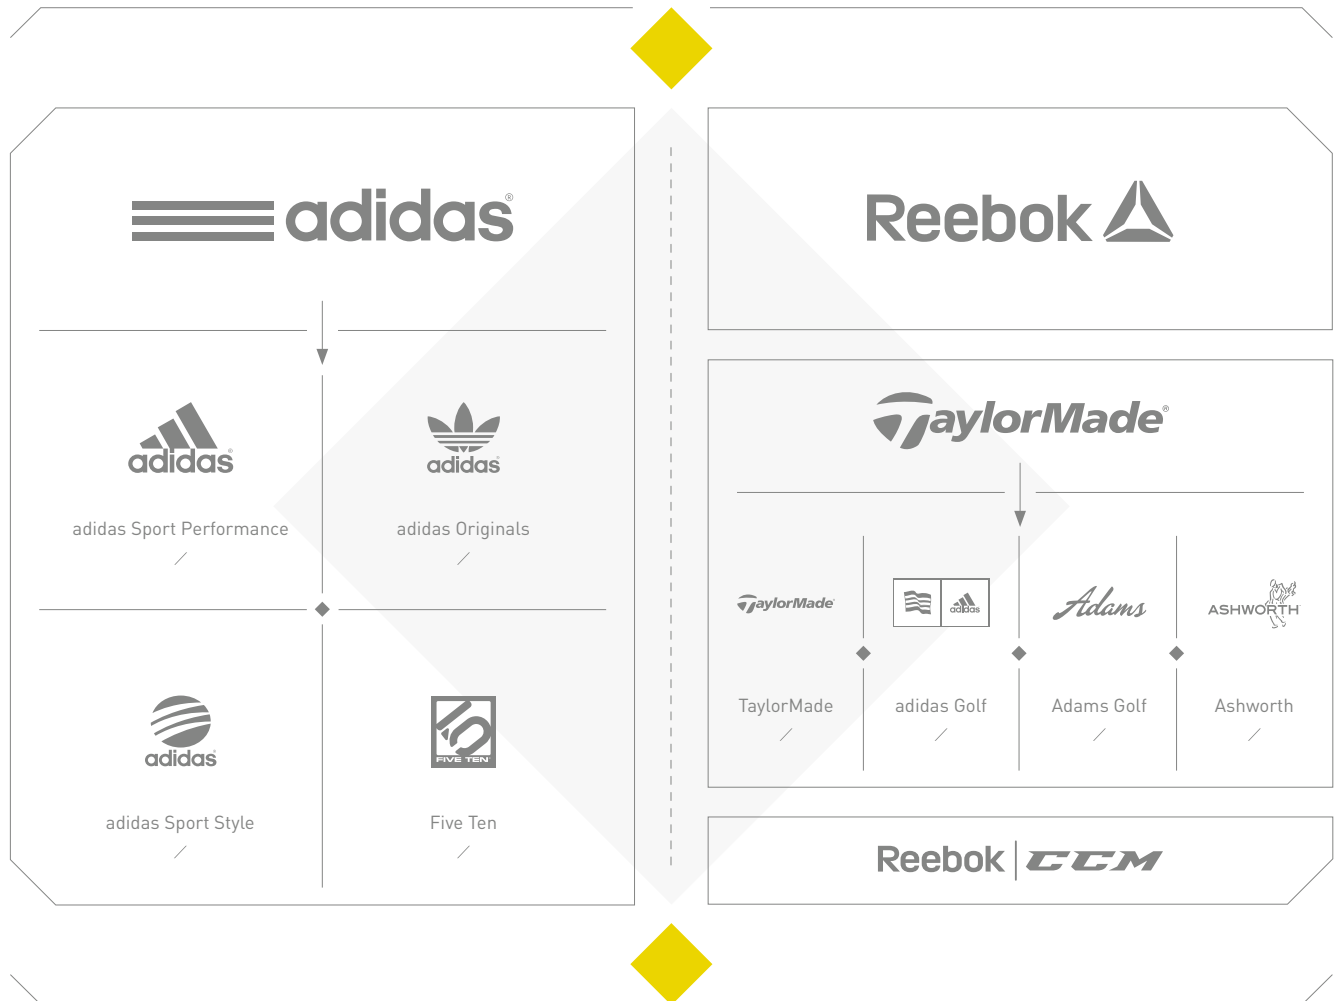 adidas®
adidas®
adidas Sport Performance
adidas®
adidas Originals
adidas®
adidas Sport Style
FIVE TEN
Five Ten
Reebok
TaylorMade®
TaylorMade®
TaylorMade
adidas
adidas Golf
Adams
Adams Golf
ASHWORTH
Ashworth
Reebok CCM